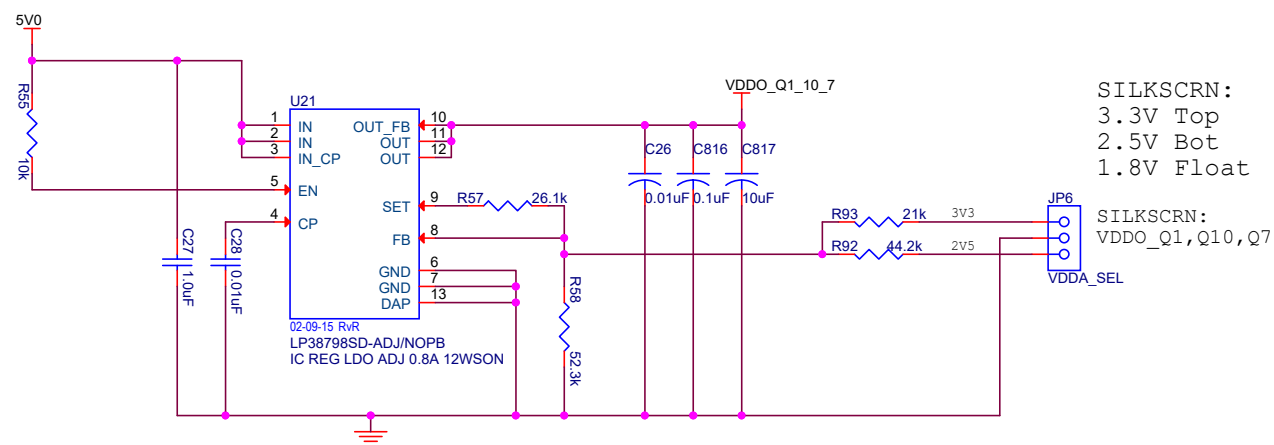 5V0
R55
10k
U21
1
2
3
5
4
IN
IN
IN_CP
EN
CP
OUT_FB
OUT
OUT
SET
FB
GND
GND
DAP
10
11
12
9
8
6
7
13
C27
1.0uF
C28
0.01uF
02-09-15 RvR
LP38798SD-ADJ/NOPB
IC REG LDO ADJ 0.8A 12WSON
R57
26.1k
R58
52.3k
VDDO_Q1_10_7
C26
0.01uF
C816
0.1uF
C817
10uF
R93
21k
3V3
R92
44.2k
2V5
JP6
VDDA_SEL
SILKSCRN:
3.3V Top
2.5V Bot
1.8V Float
SILKSCRN:
VDDO_Q1,Q10,Q7